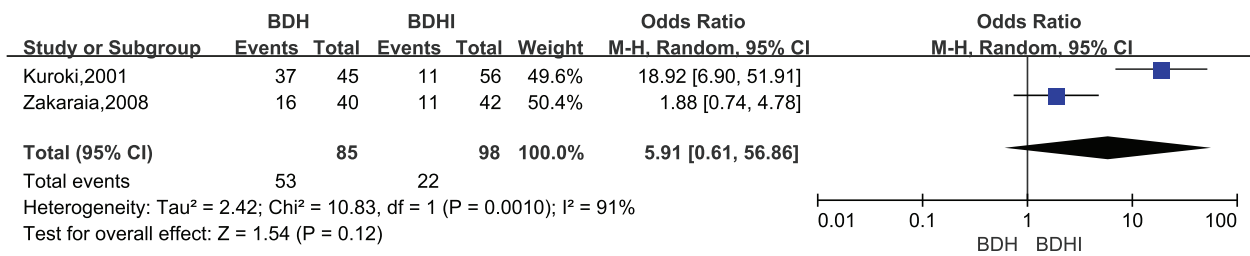 BDH BDHI Odds Ratio Odds Ratio
Study or Subgroup Events Total Events Total Weight M-H, Random, 95% CI M-H, Random, 95% CI
Kuroki,2001 37 45 11 56 49.6% 18.92 [6.90, 51.91]
Zakaraia,2008 16 40 11 42 50.4% 1.88 [0.74, 4.78]
Total (95% CI) 85 98 100.0% 5.91 [0.61, 56.86]
Total events 53 22
Heterogeneity: Tau² = 2.42; Chi² = 10.83, df = 1 (P = 0.0010); I² = 91%
Test for overall effect: Z = 1.54 (P = 0.12)
0.01 0.1 1 10 100
BDH BDHI